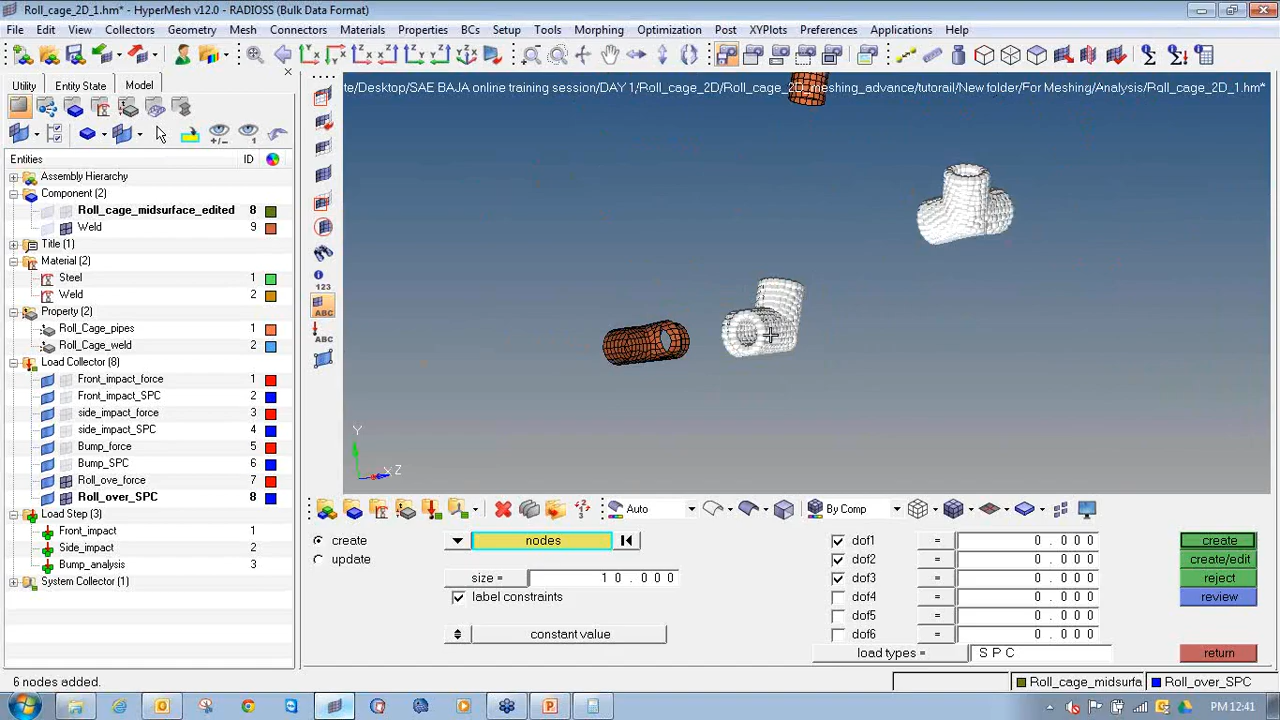 Roll_cage_2D_1.hm* - HyperMesh v12.0 - RADIOSS (Bulk Data Format)
File Edit View Collectors Geometry Mesh Connectors Materials Properties BCs Setup Tools Morphing Optimization Post XYPlots Preferences Applications Help
Utility Entity State Model
te/Desktop/SAE BAJA online training session/DAY 1/Roll_cage_2D/Roll_cage_2D_meshing_advance/tutorail/New folder/For Meshing/Analysis/Roll_cage_2D_1.hm*
Entities ID
Assembly Hierarchy
Component (2)
Roll_cage_midsurface_edited 8
Weld 9
Title (1)
Material (2)
Steel 1
Weld 2
Property (2)
Roll_Cage_pipes 1
Roll_Cage_weld 2
Load Collector (8)
Front_impact_force 1
Front_impact_SPC 2
side_impact_force 3
side_impact_SPC 4
Bump_force 5
Bump_SPC 6
Roll_ove_force 7
Roll_over_SPC 8
Load Step (3)
Front_impact 1
Side_impact 2
Bump_analysis 3
System Collector (1)
123
ABC
ABC
Y
X Z
Auto By Comp
create nodes dof1 = 0.000 create
update dof2 = 0.000 create/edit
size = 10.000 dof3 = 0.000 reject
label constraints dof4 = 0.000 review
dof5 = 0.000
constant value dof6 = 0.000
load types = SPC return
6 nodes added. Roll_cage_midsurfa Roll_over_SPC
PM 12:41